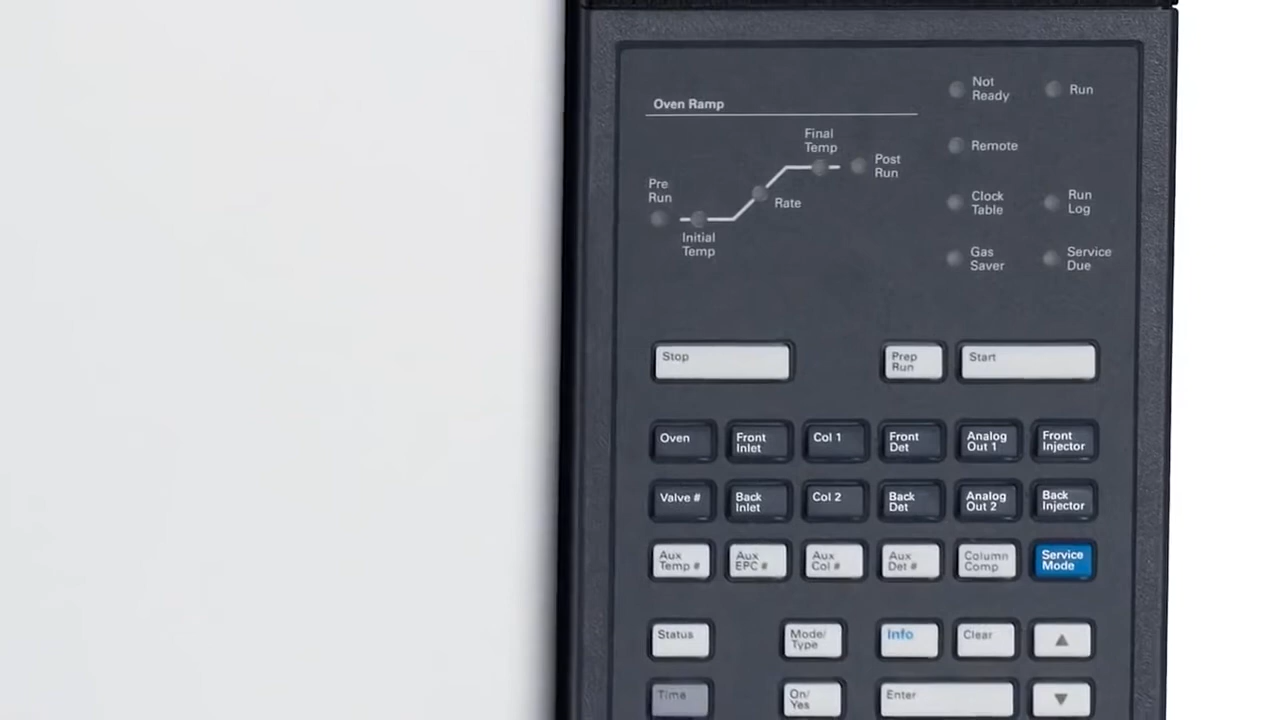 Oven Ramp
Pre
Run
Initial
Temp
Rate
Final
Temp
Post
Run
Not
Ready
Run
Remote
Clock
Table
Run
Log
Gas
Saver
Service
Due
Stop
Prep
Run
Start
Oven
Front
Inlet
Col 1
Front
Det
Analog
Out 1
Front
Injector
Valve #
Back
Inlet
Col 2
Back
Det
Analog
Out 2
Back
Injector
Aux
Temp #
Aux
EPC #
Aux
Col #
Aux
Det #
Column
Comp
Service
Mode
Status
Mode/
Type
Info
Clear
Time
On/
Yes
Enter